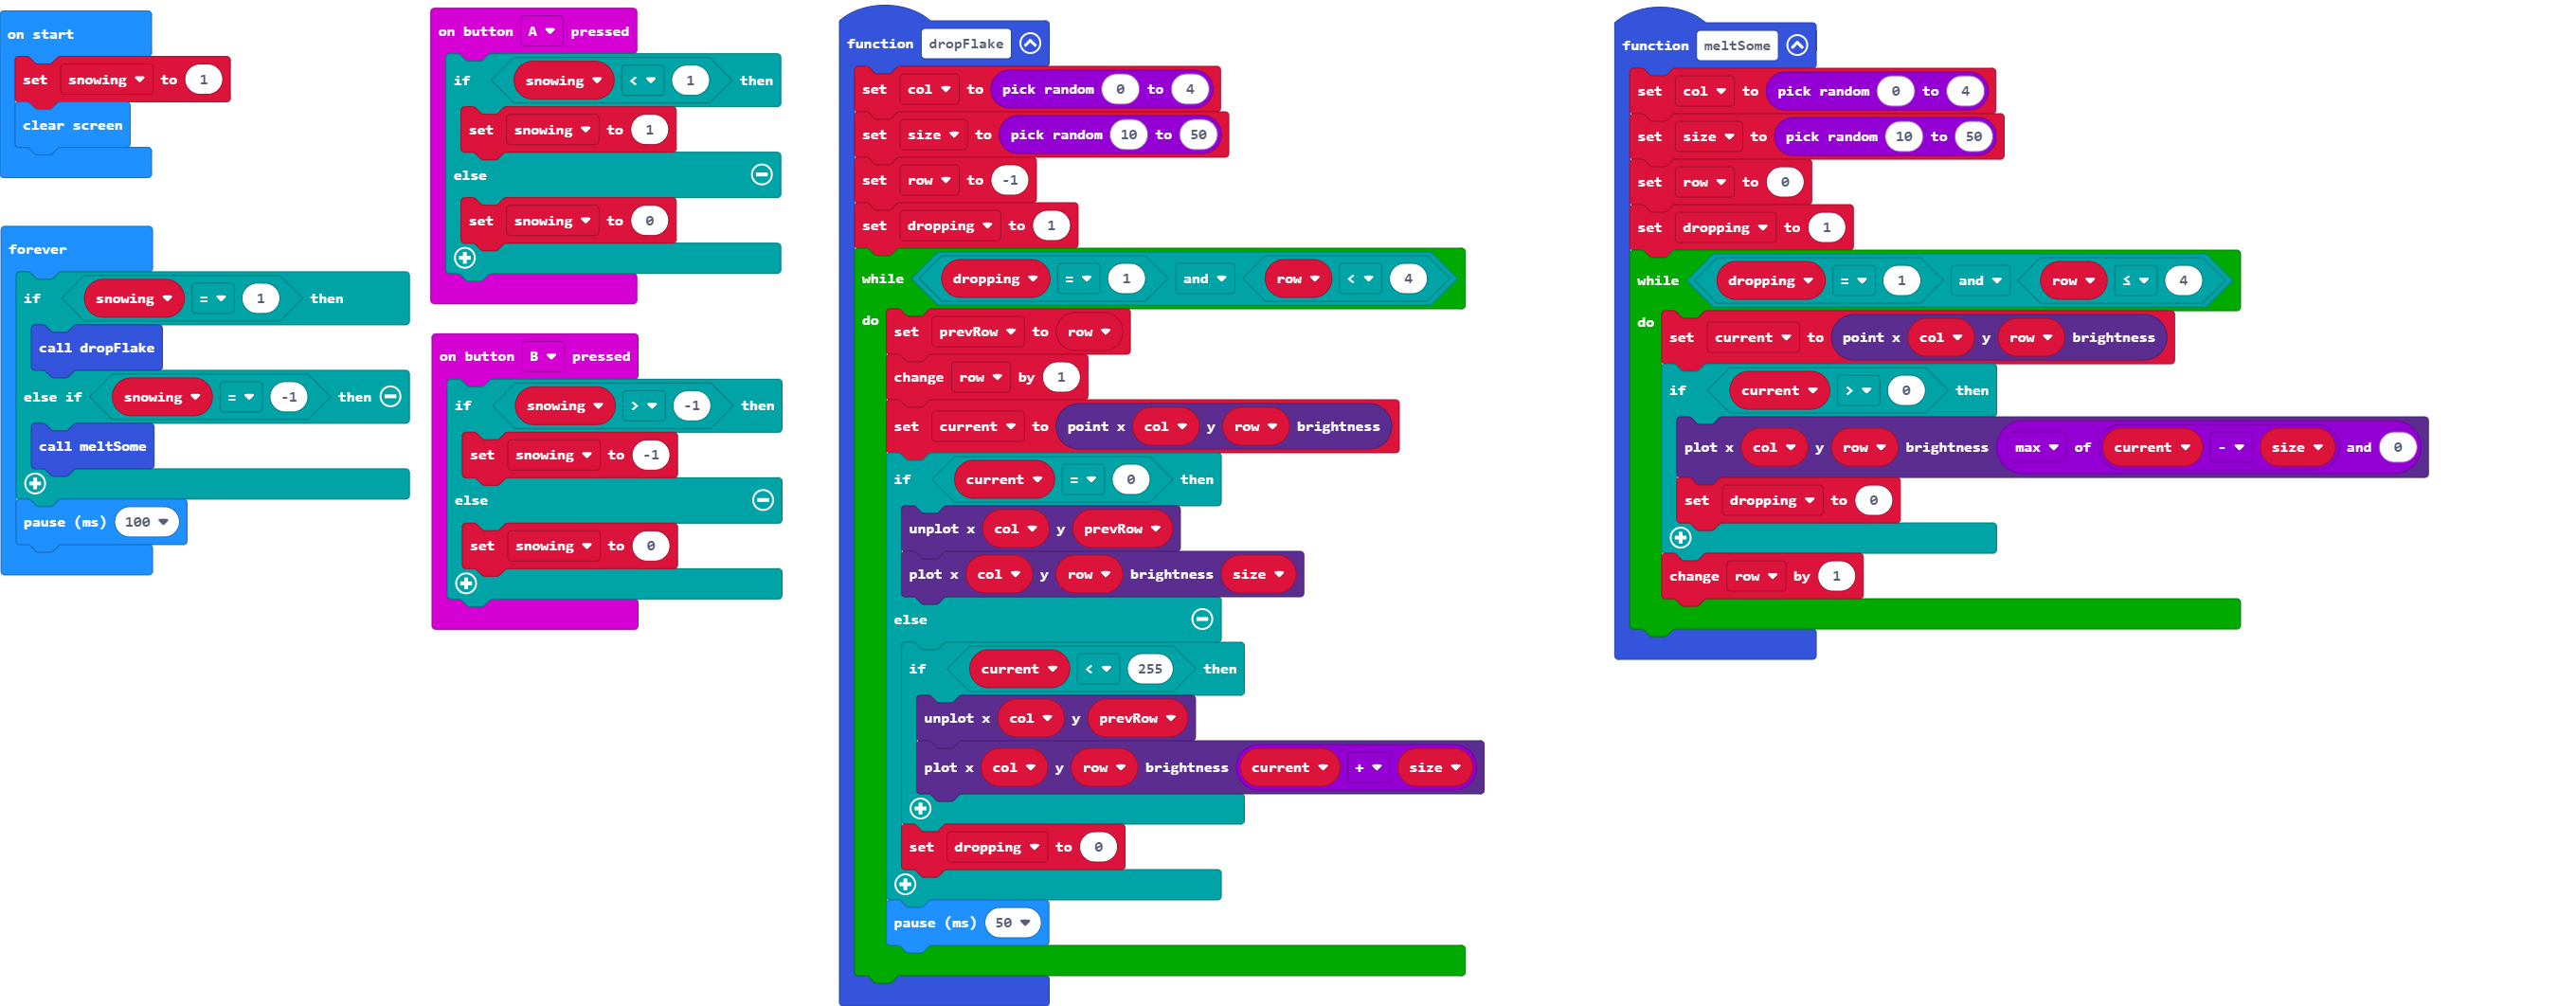 on start
set snowing to 1
clear screen
forever
if snowing = 1 then
call dropFlake
else if snowing = -1 then
call meltSome
pause (ms) 100
on button A pressed
if snowing < 1 then
set snowing to 1
else
set snowing to 0
on button B pressed
if snowing > -1 then
set snowing to -1
else
set snowing to 0
function dropFlake
set col to pick random 0 to 4
set size to pick random 10 to 50
set row to -1
set dropping to 1
while dropping = 1 and row < 4
do
set prevRow to row
change row by 1
set current to point x col y row brightness
if current = 0 then
unplot x col y prevRow
plot x col y row brightness size
else
if current < 255 then
unplot x col y prevRow
plot x col y row brightness current + size
set dropping to 0
pause (ms) 50
function meltSome
set col to pick random 0 to 4
set size to pick random 10 to 50
set row to 0
set dropping to 1
while dropping = 1 and row ≤ 4
do
set current to point x col y row brightness
if current > 0 then
plot x col y row brightness max of current - size and 0
set dropping to 0
change row by 1